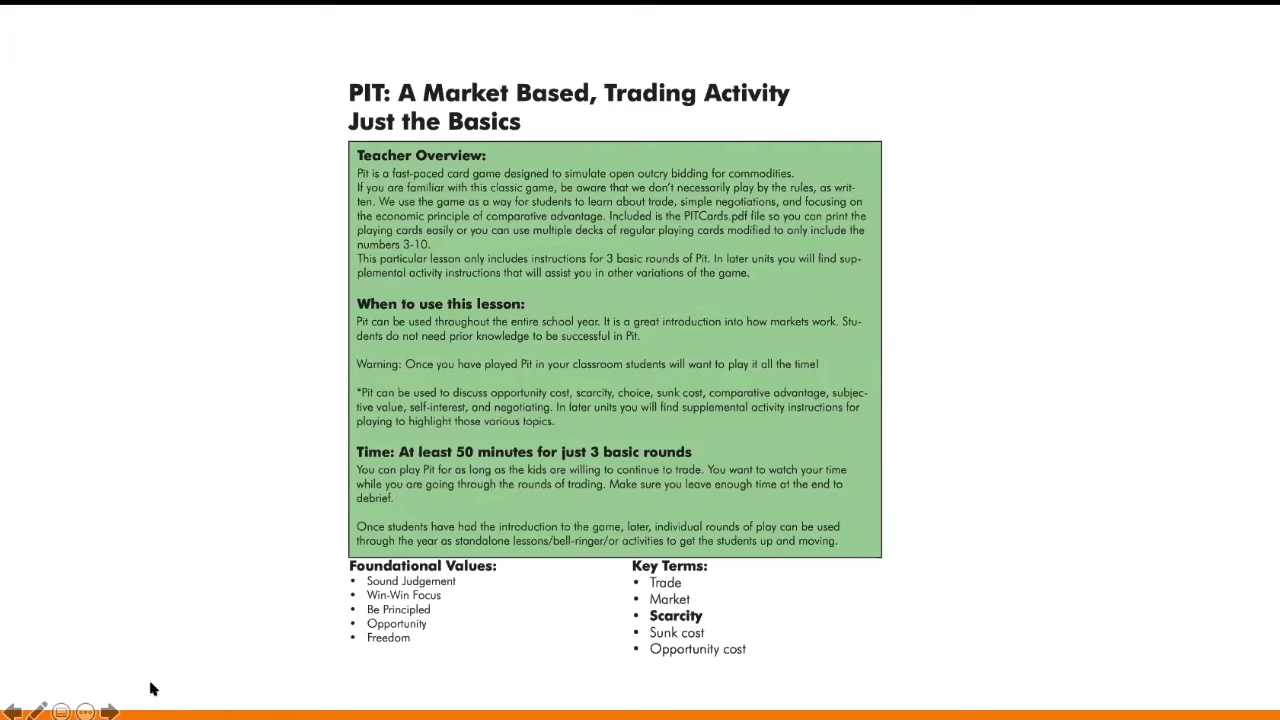 PIT: A Market Based, Trading Activity
Just the Basics
Teacher Overview:
Pit is a fast-paced card game designed to simulate open outcry bidding for commodities.
If you are familiar with this classic game, be aware that we don't necessarily play by the rules, as writ-
ten. We use the game as a way for students to learn about trade, simple negotiations, and focusing on
the economic principle of comparative advantage. Included is the PITCards.pdf file so you can print the
playing cards easily or you can use multiple decks of regular playing cards modified to only include the
numbers 3-10.
This particular lesson only includes instructions for 3 basic rounds of Pit. In later units you will find sup-
plemental activity instructions that will assist you in other variations of the game.
When to use this lesson:
Pit can be used throughout the entire school year. It is a great introduction into how markets work. Stu-
dents do not need prior knowledge to be successful in Pit.
Warning: Once you have played Pit in your classroom students will want to play it all the time!
*Pit can be used to discuss opportunity cost, scarcity, choice, sunk cost, comparative advantage, subjec-
tive value, self-interest, and negotiating. In later units you will find supplemental activity instructions for
playing to highlight those various topics.
Time: At least 50 minutes for just 3 basic rounds
You can play Pit for as long as the kids are willing to continue to trade. You want to watch your time
while you are going through the rounds of trading. Make sure you leave enough time at the end to
debrief.
Once students have had the introduction to the game, later, individual rounds of play can be used
through the year as standalone lessons/bell-ringer/or activities to get the students up and moving.
Foundational Values:
• Sound Judgement
• Win-Win Focus
• Be Principled
• Opportunity
• Freedom
Key Terms:
• Trade
• Market
• Scarcity
• Sunk cost
• Opportunity cost